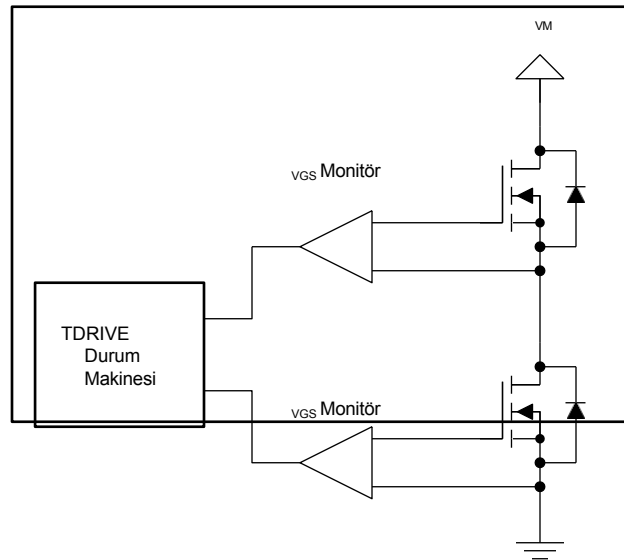 VM
VGS Monitör
TDRIVE
Durum
Makinesi
VGS Monitör